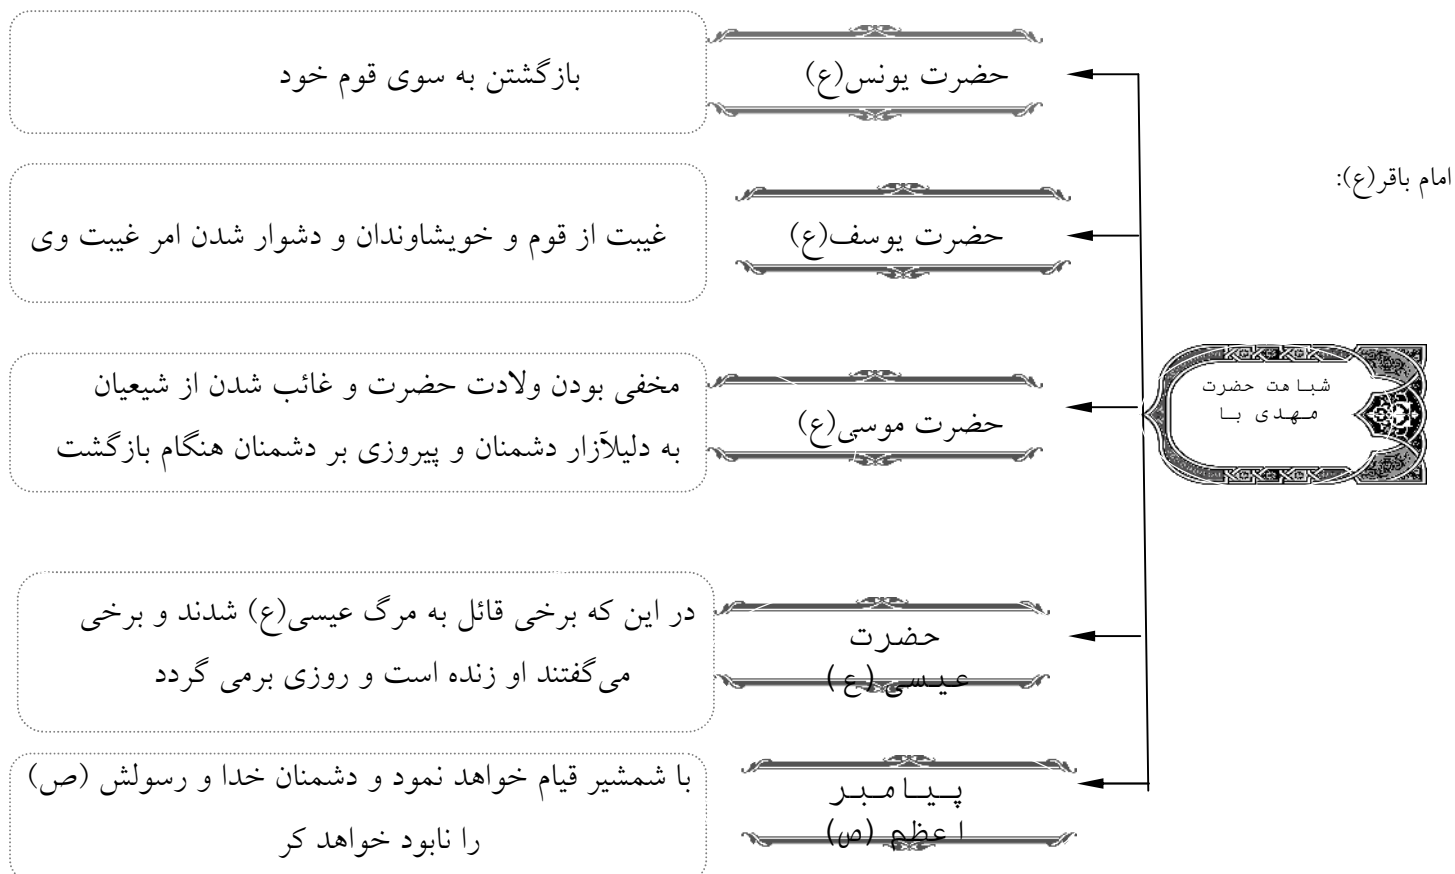 امام باقر(ع):
شباهت حضرت
مهدی با
حضرت یونس(ع)
بازگشتن به سوی قوم خود
حضرت یوسف(ع)
غیبت از قوم و خویشاوندان و دشوار شدن امر غیبت وی
حضرت موسی(ع)
مخفی بودن ولادت حضرت و غائب شدن از شیعیان
به دلیلآزار دشمنان و پیروزی بر دشمنان هنگام بازگشت
حضرت
عیسی(ع)
در این که برخی قائل به مرگ عیسی(ع) شدند و برخی
می‌گفتند او زنده است و روزی برمی گردد
پیامبر
اعظم (ص)
با شمشیر قیام خواهد نمود و دشمنان خدا و رسولش (ص)
را نابود خواهد کر